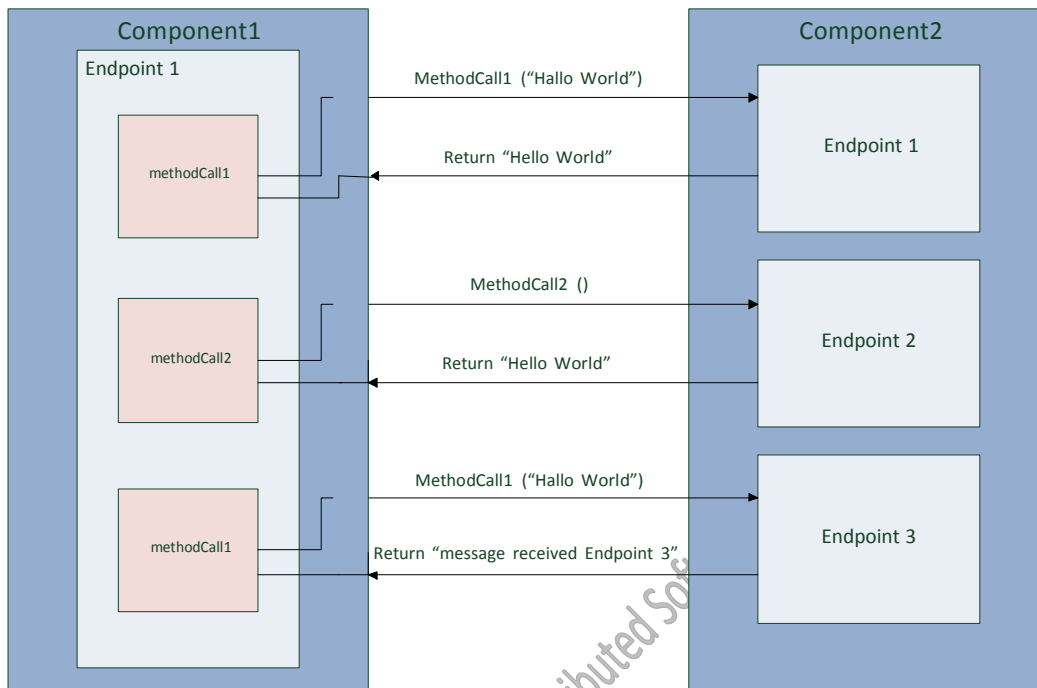 Component1
Component2
Endpoint 1
MethodCall1 (“Hallo World”)
methodCall1
Endpoint 1
Return “Hello World”
MethodCall2 ()
methodCall2
Endpoint 2
Return “Hello World”
MethodCall1 (“Hallo World”)
methodCall1
Endpoint 3
Return “message received Endpoint 3”